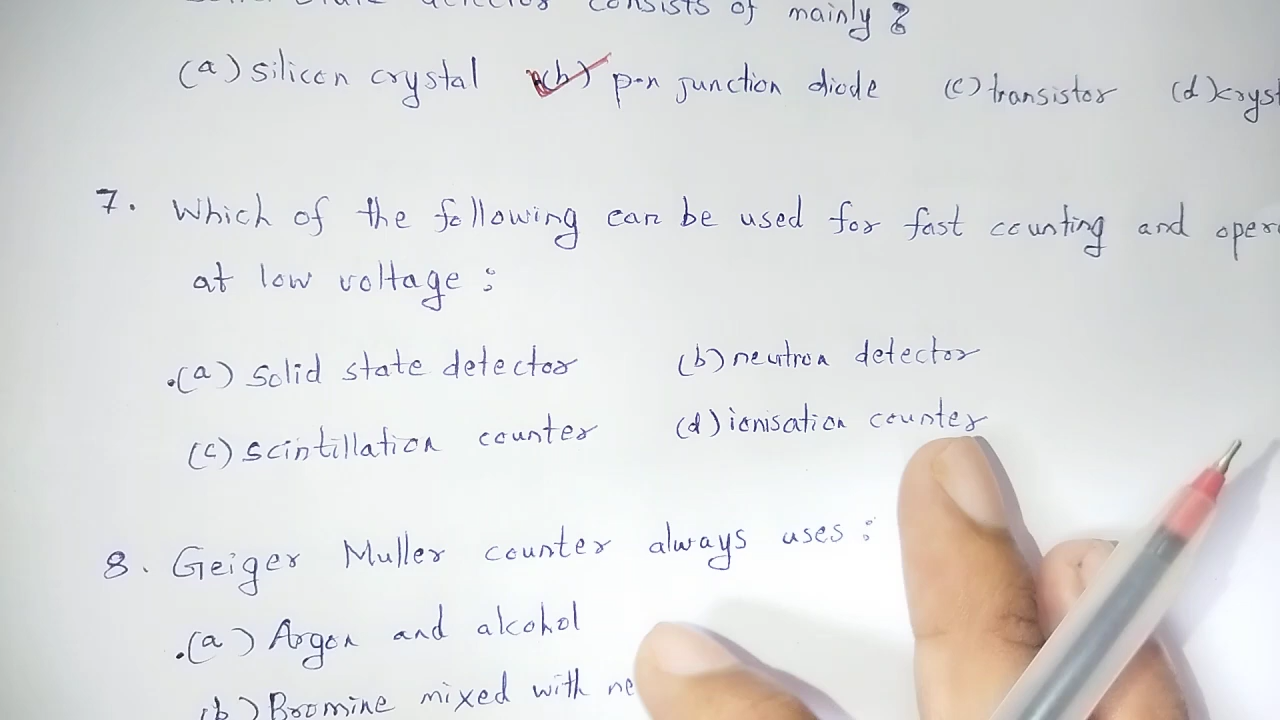 consists of mainly ?
(a) silicon crystal (b) p-n junction diode (c) transistor (d)
7. Which of the following can be used for fast counting and
at low voltage :
.(a) solid state detector (b) neutron detector
(c) scintillation counter (d) ionisation counter
8. Geiger Muller counter always uses :
.(a) Argon and alcohol
(b) Bromine mixed with